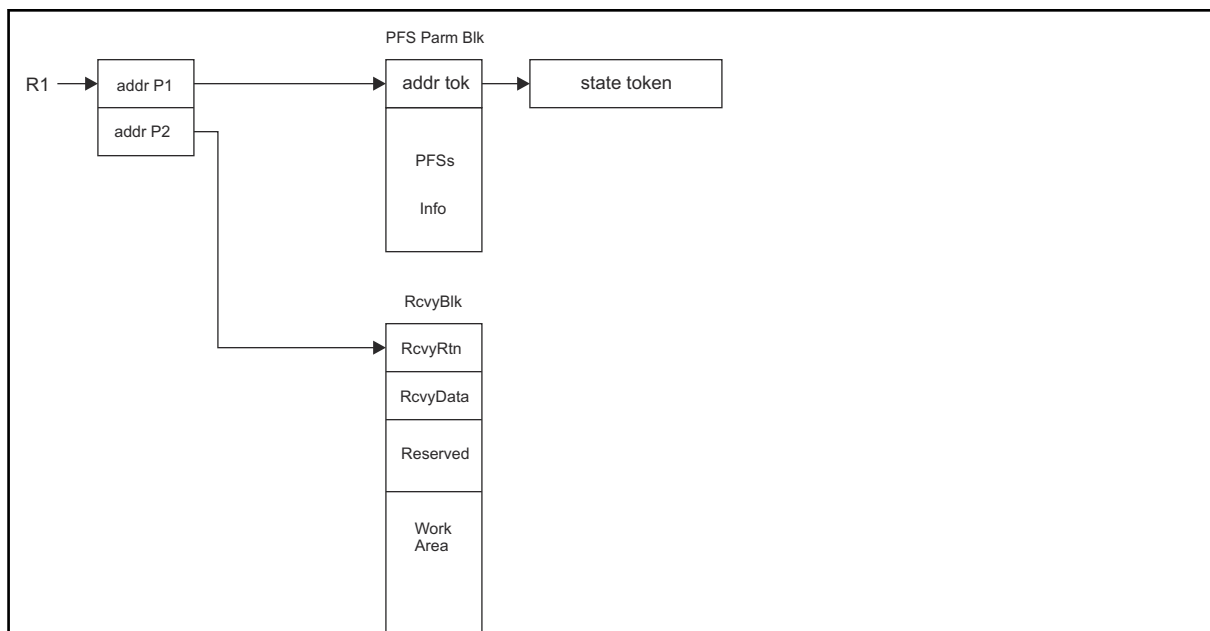 PFS Parm Blk
R1
addr P1
addr tok
state token
addr P2
PFSs
Info
RcvyBlk
RcvyRtn
RcvyData
Reserved
Work
Area